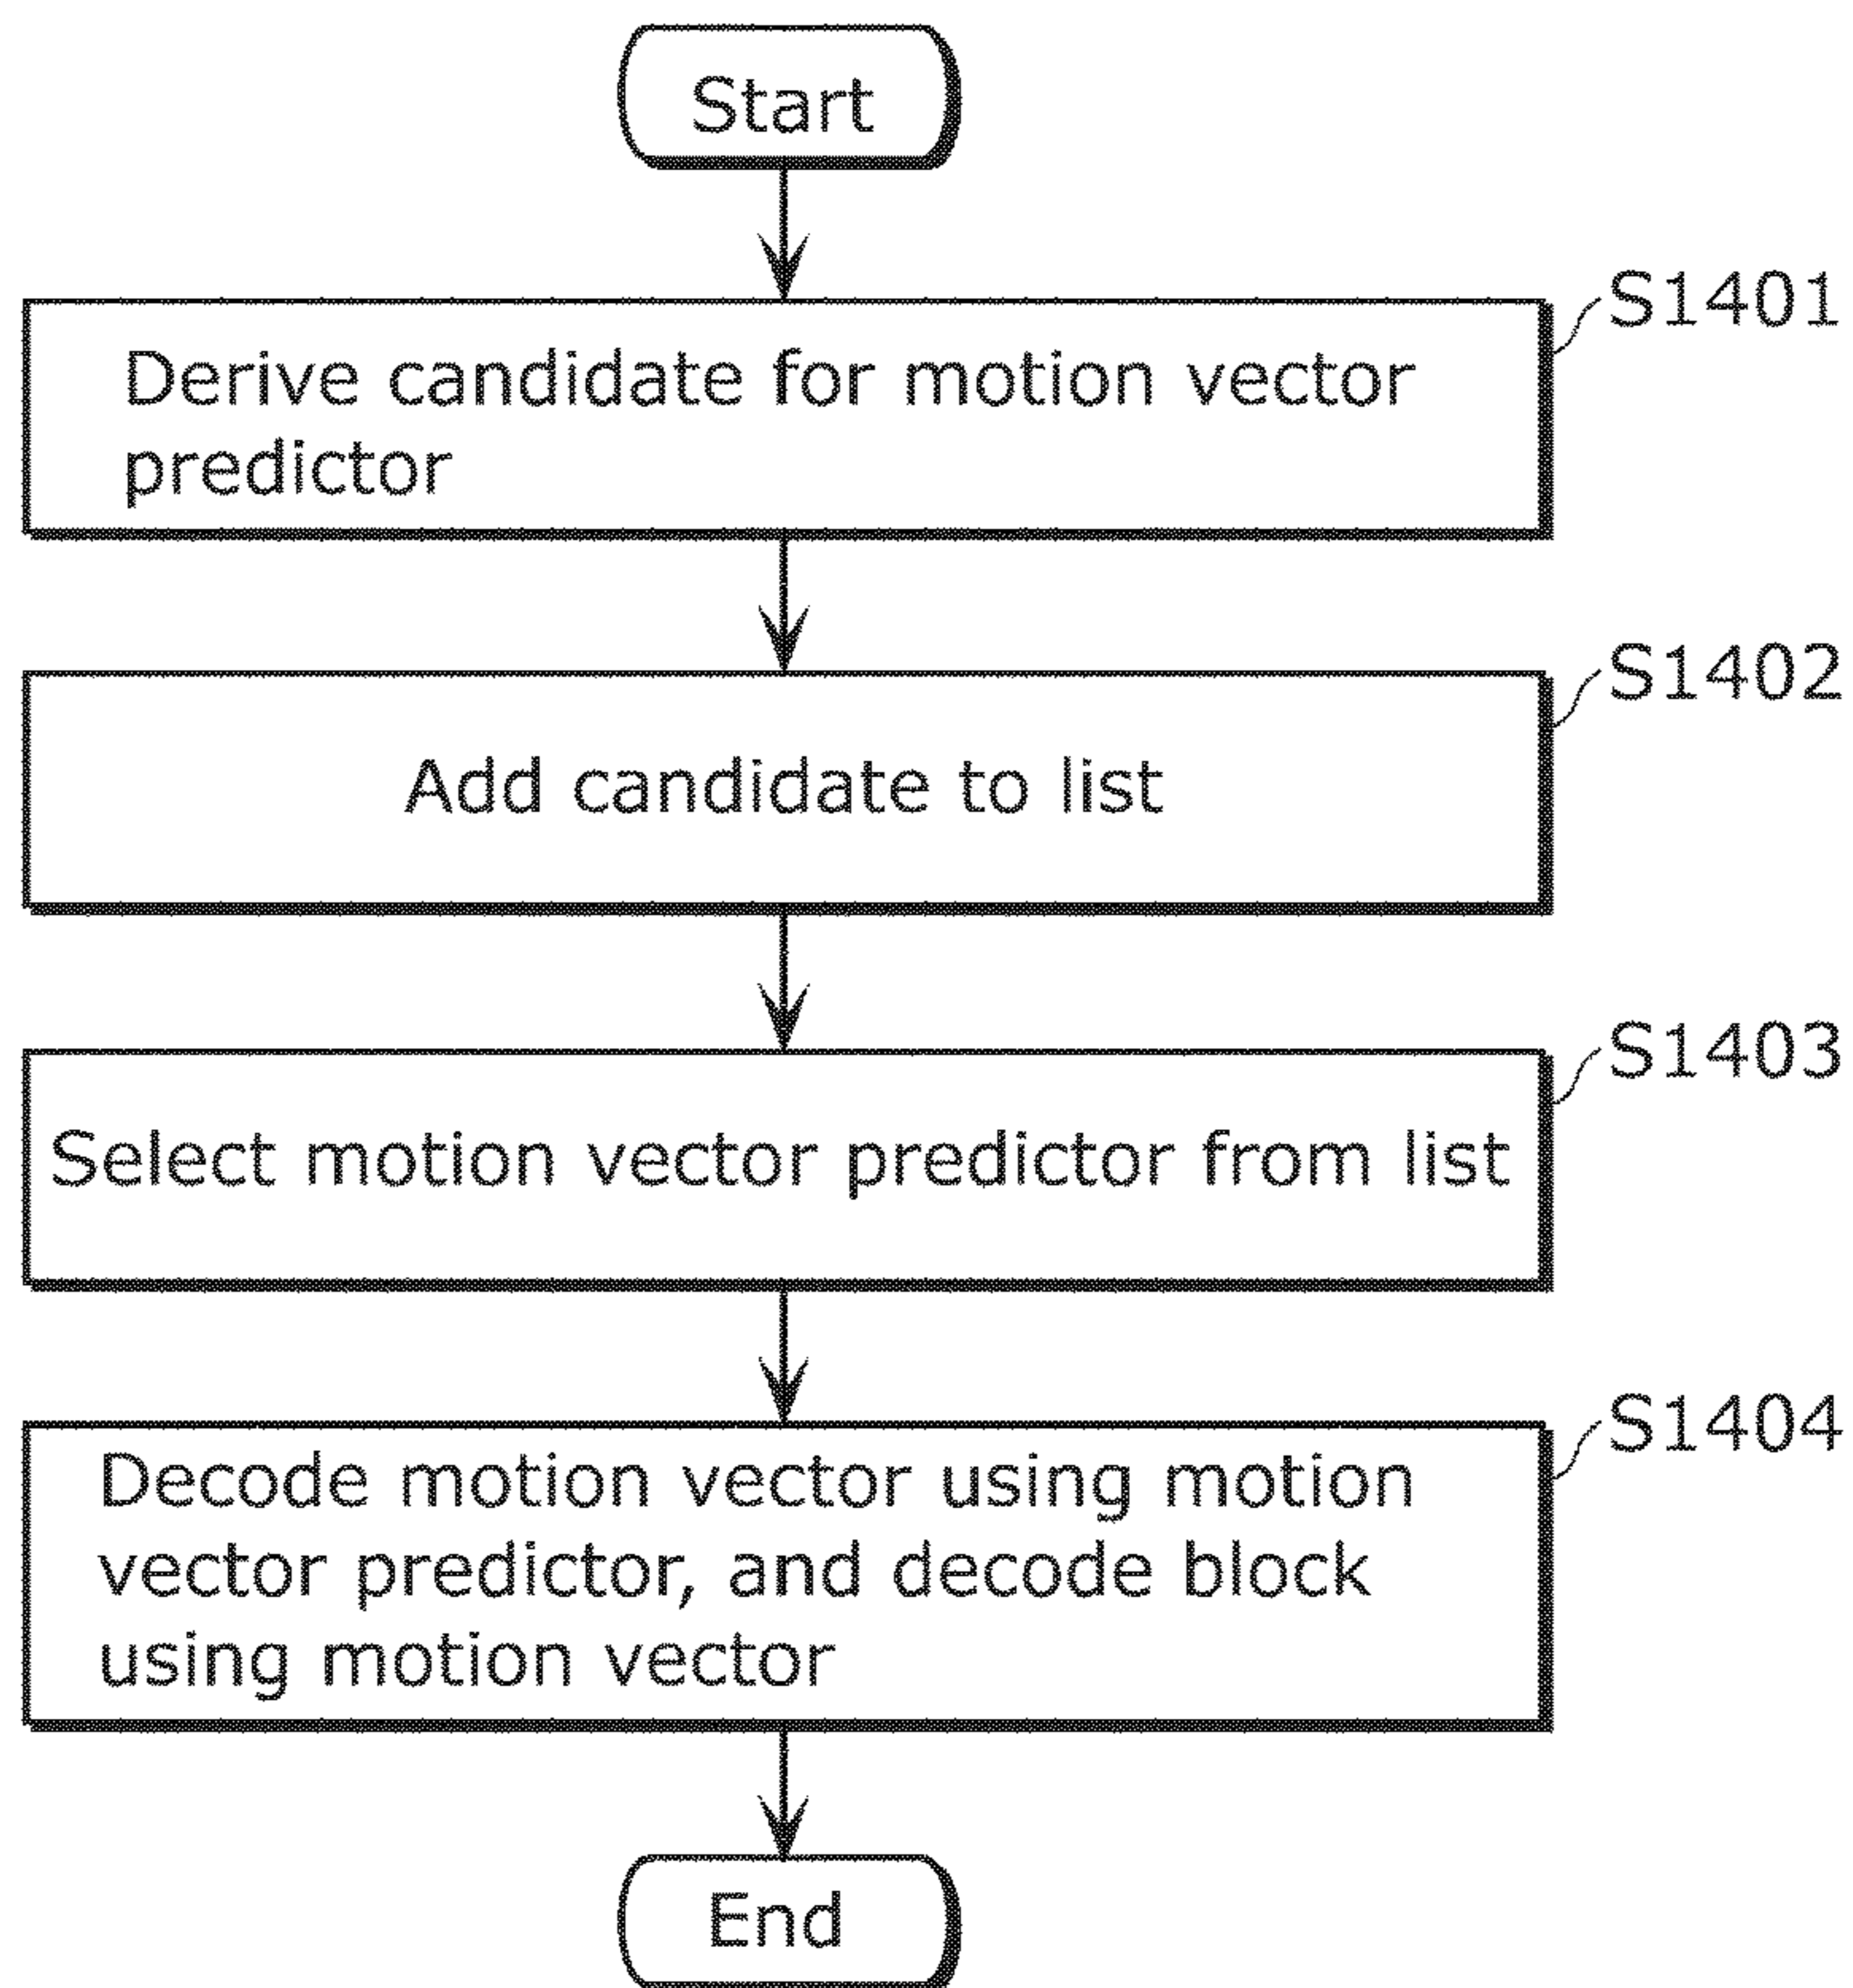 Start
S1401
Derive candidate for motion vector
predictor
S1402
Add candidate to list
S1403
Select motion vector predictor from list
S1404
Decode motion vector using motion
vector predictor, and decode block
using motion vector
End